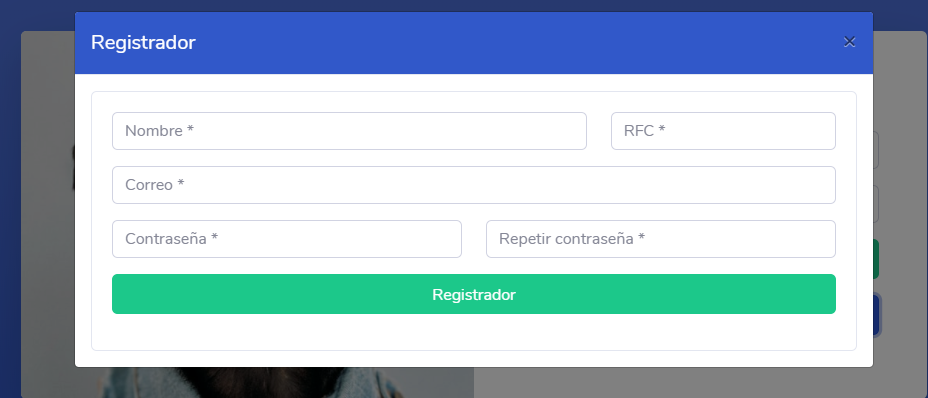 Registrador ×
Nombre * RFC *
Correo *
Contraseña * Repetir contraseña *
Registrador